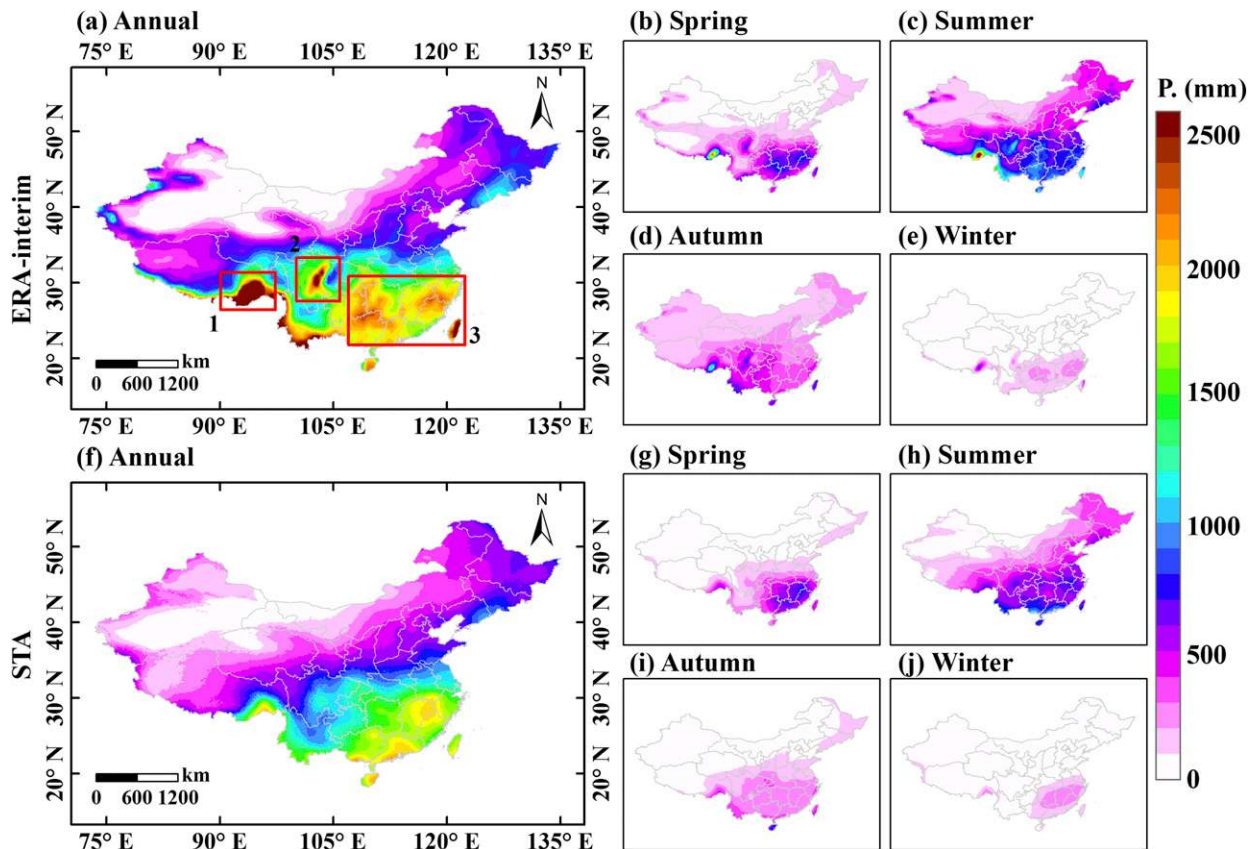 (a) Annual
75° E 90° E 105° E 120° E 135° E
N
50° N
40° N
30° N
20° N
1
2
3
km
0 600 1200
75° E 90° E 105° E 120° E 135° E
ERA-interim
(b) Spring
(c) Summer
(d) Autumn
(e) Winter
(f) Annual
N
50° N
40° N
30° N
20° N
km
0 600 1200
75° E 90° E 105° E 120° E 135° E
STA
50° N
40° N
30° N
20° N
50° N
40° N
30° N
20° N
(g) Spring
(h) Summer
(i) Autumn
(j) Winter
P. (mm)
2500
2000
1500
1000
500
0